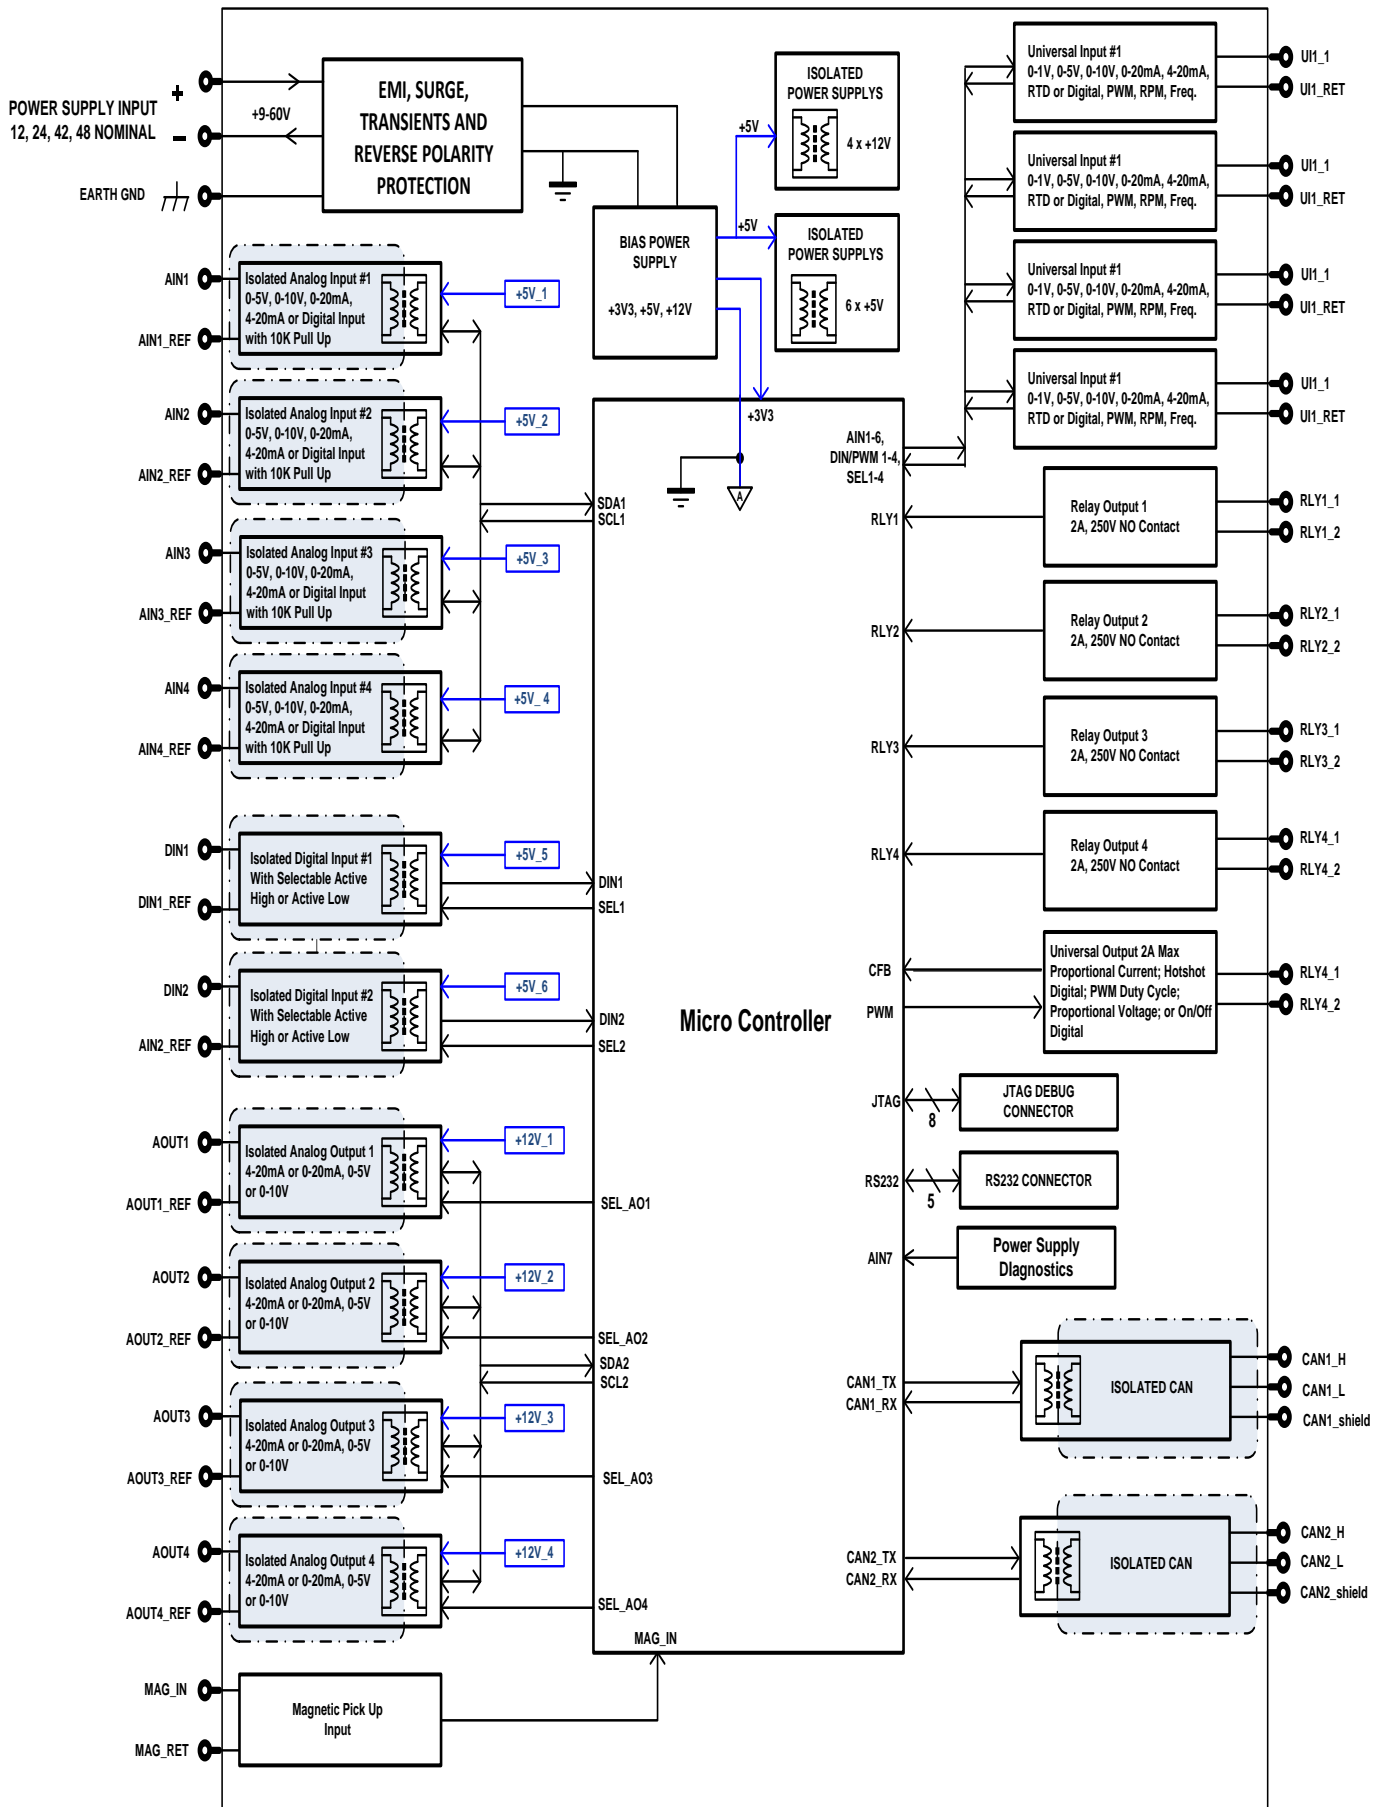 POWER SUPPLY INPUT
12, 24, 42, 48 NOMINAL
+
−
EARTH GND
+9-60V
EMI, SURGE,
TRANSIENTS AND
REVERSE POLARITY
PROTECTION
BIAS POWER
SUPPLY
+3V3, +5V, +12V
+5V
+5V
ISOLATED
POWER SUPPLYS
4 x +12V
ISOLATED
POWER SUPPLYS
6 x +5V
+3V3
A
AIN1
AIN1_REF
Isolated Analog Input #1
0-5V, 0-10V, 0-20mA,
4-20mA or Digital Input
with 10K Pull Up
+5V_1
AIN2
AIN2_REF
Isolated Analog Input#2
0-5V, 0-10V, 0-20mA,
4-20mA or Digital Input
with 10K Pull Up
+5V_2
AIN3
AIN3_REF
Isolated Analog Input#3
0-5V, 0-10V, 0-20mA,
4-20mA or Digital Input
with 10K Pull Up
+5V_3
AIN4
AIN4_REF
Isolated Analog Input #4
0-5V, 0-10V, 0-20mA,
4-20mA or Digital Input
with 10K Pull Up
+5V_ 4
SDA1
SCL1
DIN1
DIN1_REF
Isolated Digital Input #1
With Selectable Active
High or Active Low
+5V_5
DIN1
SEL1
DIN2
AIN2_REF
Isolated Digital Input #2
With Selectable Active
High or Active Low
+5V_6
DIN2
SEL2
AOUT1
AOUT1_REF
Isolated Analog Output 1
4-20mA or 0-20mA, 0-5V
or 0-10V
+12V_1
SEL_AO1
AOUT2
AOUT2_REF
Isolated Analog Output 2
4-20mA or 0-20mA, 0-5V
or 0-10V
+12V_2
SEL_AO2
SDA2
SCL2
AOUT3
AOUT3_REF
Isolated Analog Output 3
4-20mA or 0-20mA, 0-5V
or 0-10V
+12V_3
SEL_AO3
AOUT4
AOUT4_REF
Isolated Analog Output 4
4-20mA or 0-20mA, 0-5V
or 0-10V
+12V_4
SEL_AO4
MAG_IN
MAG_IN
MAG_RET
Magnetic Pick Up
Input
Micro Controller
AIN1-6,
DIN/PWM 1-4,
SEL1-4
RLY1
RLY2
RLY3
RLY4
CFB
PWM
JTAG
8
RS232
5
AIN7
CAN1_TX
CAN1_RX
CAN2_TX
CAN2_RX
Universal Input #1
0-1V, 0-5V, 0-10V, 0-20mA, 4-20mA,
RTD or Digital, PWM, RPM, Freq.
UI1_1
UI1_RET
Universal Input #1
0-1V, 0-5V, 0-10V, 0-20mA, 4-20mA,
RTD or Digital, PWM, RPM, Freq.
UI1_1
UI1_RET
Universal Input #1
0-1V, 0-5V, 0-10V, 0-20mA, 4-20mA,
RTD or Digital, PWM, RPM, Freq.
UI1_1
UI1_RET
Universal Input #1
0-1V, 0-5V, 0-10V, 0-20mA, 4-20mA,
RTD or Digital, PWM, RPM, Freq.
UI1_1
UI1_RET
Relay Output 1
2A, 250V NO Contact
RLY1_1
RLY1_2
Relay Output 2
2A, 250V NO Contact
RLY2_1
RLY2_2
Relay Output 3
2A, 250V NO Contact
RLY3_1
RLY3_2
Relay Output 4
2A, 250V NO Contact
RLY4_1
RLY4_2
Universal Output 2A Max
Proportional Current; Hotshot
Digital; PWM Duty Cycle;
Proportional Voltage; or On/Off
Digital
RLY4_1
RLY4_2
JTAG DEBUG
CONNECTOR
RS232 CONNECTOR
Power Supply
DIagnostics
ISOLATED CAN
CAN1_H
CAN1_L
CAN1_shield
ISOLATED CAN
CAN2_H
CAN2_L
CAN2_shield